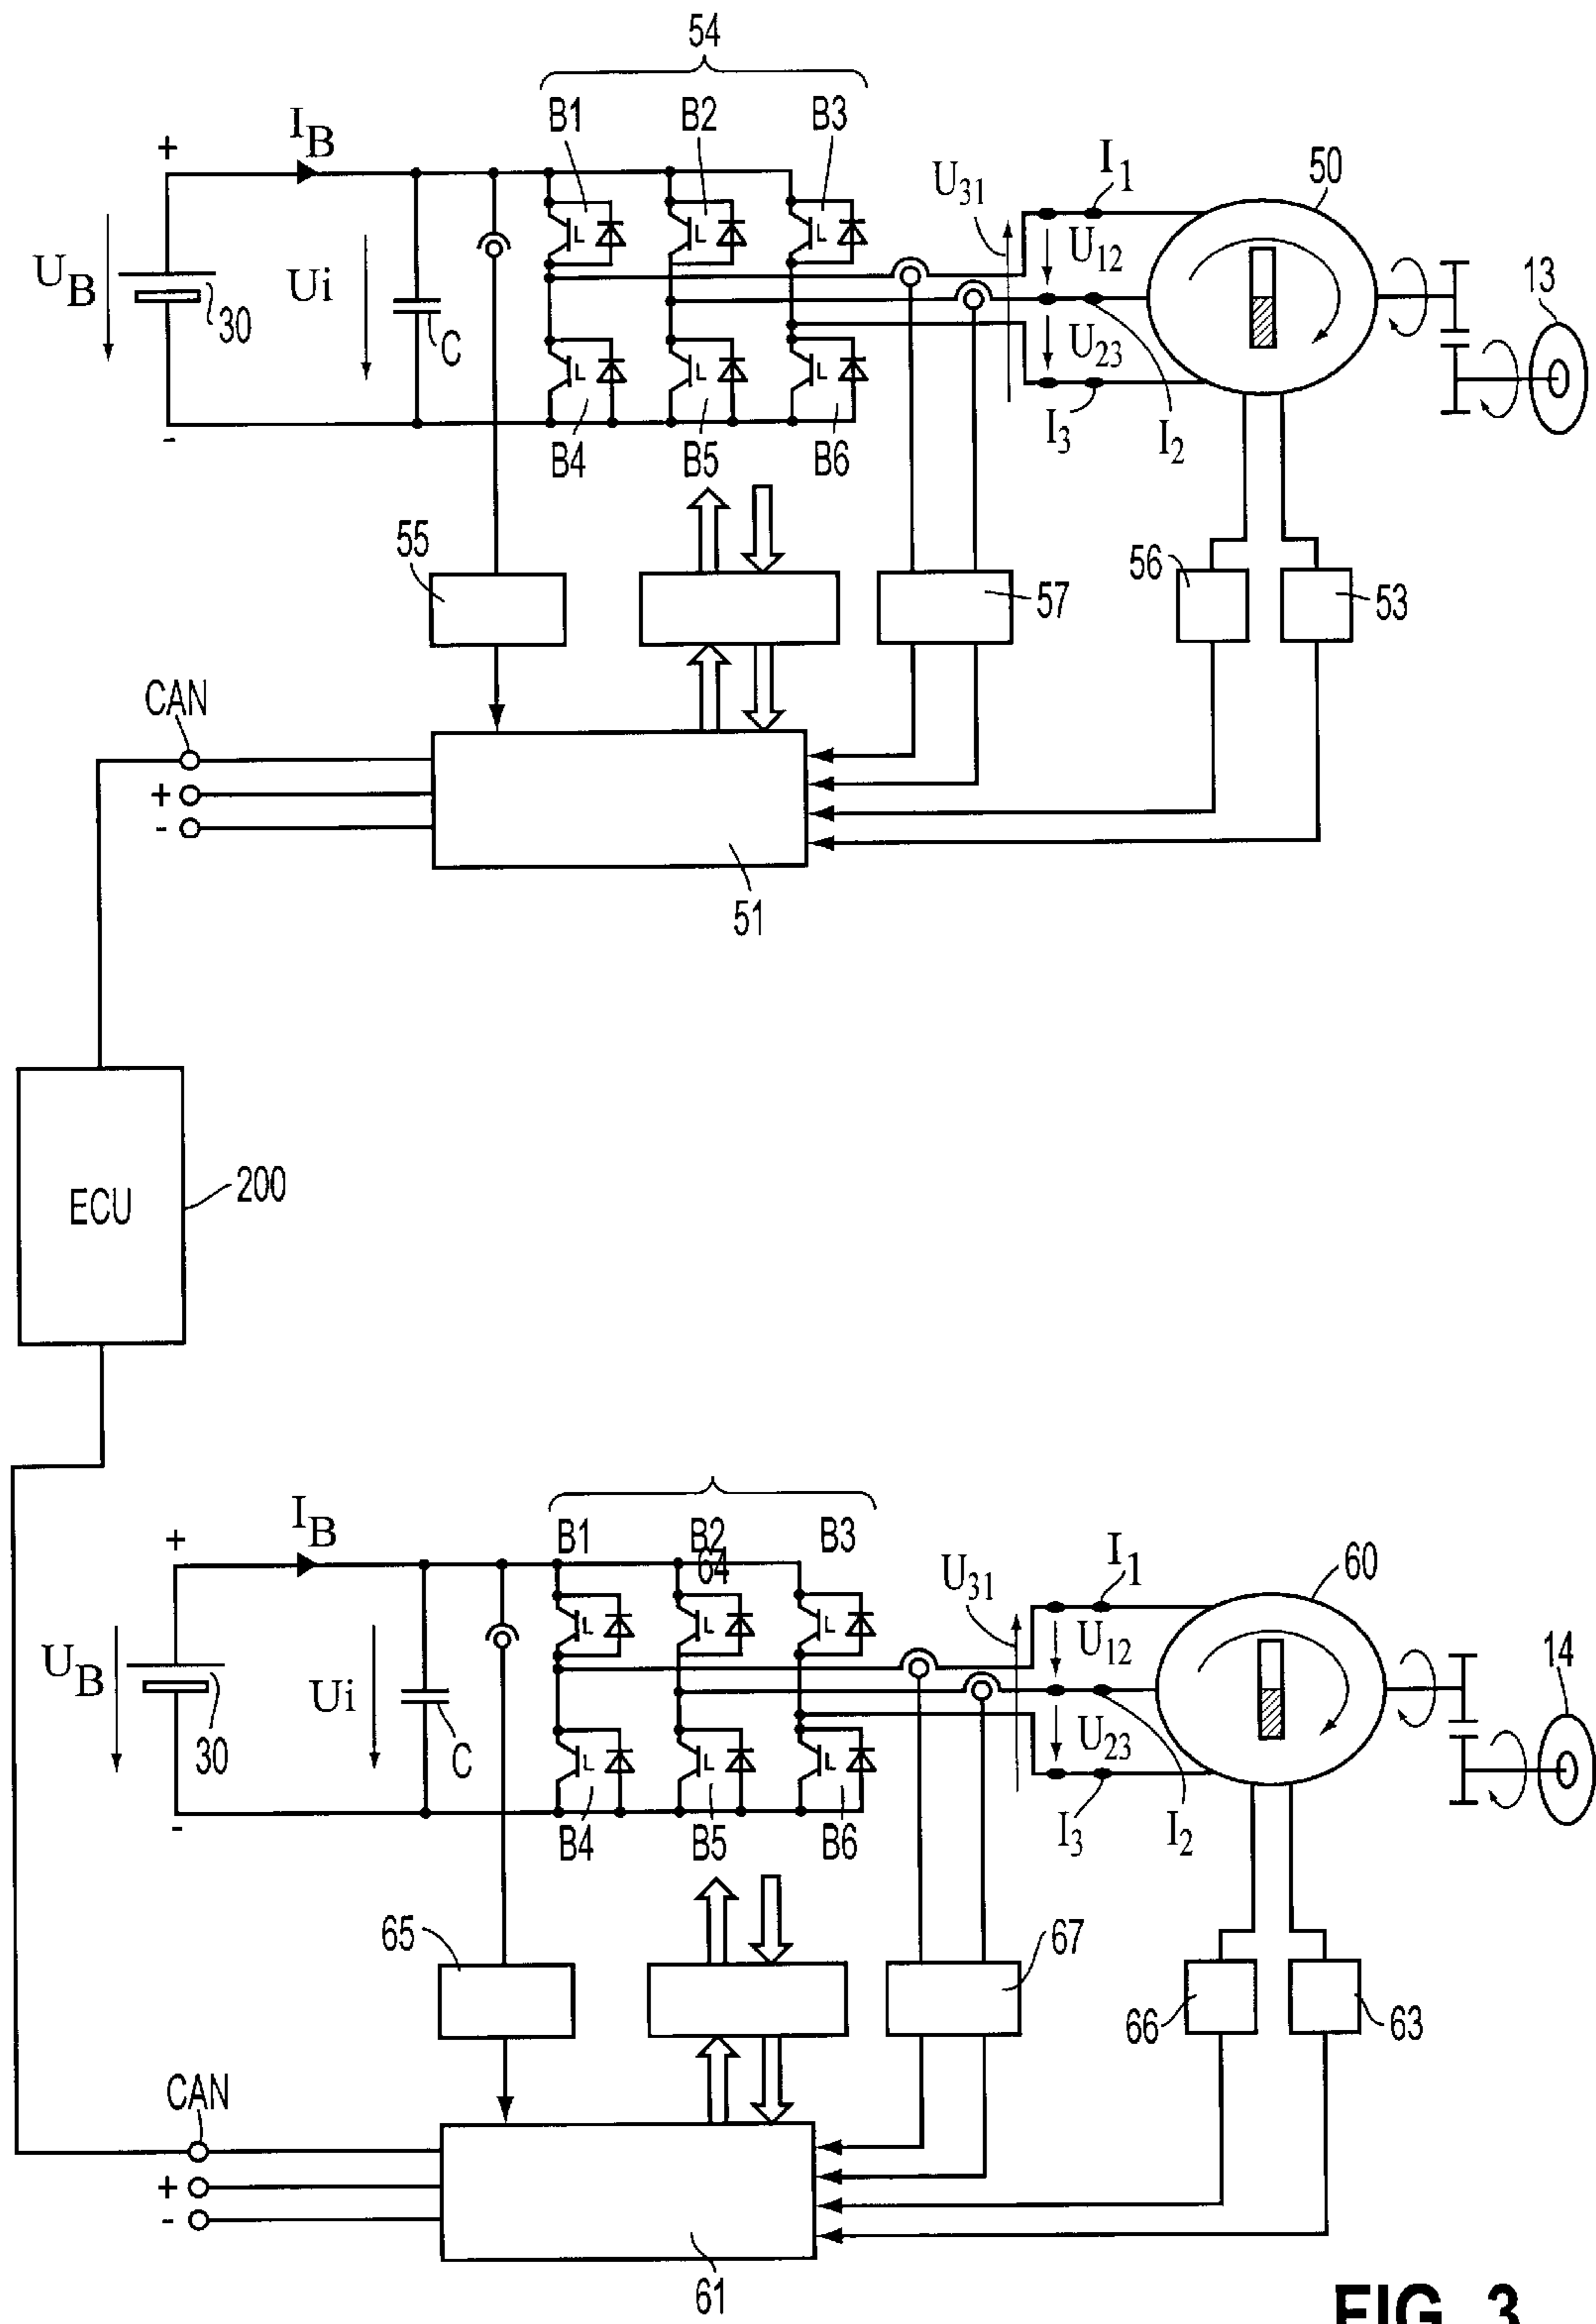 54
B1 B2 B3
+ I_B
U_31 I_1 50
U_B Ui U_12 13
30 C U_23
- B4 B5 B6 I_3 I_2
55 56 57 53
CAN
+
-
51
ECU 200
+ I_B B1 B2 B3
64
U_31 I_1 60
U_B Ui U_12 14
30 C U_23
- B4 B5 B6 I_3 I_2
65 67
66 63
CAN
+
-
61
L L L
L L L
L L L
L L L
FIG. 3